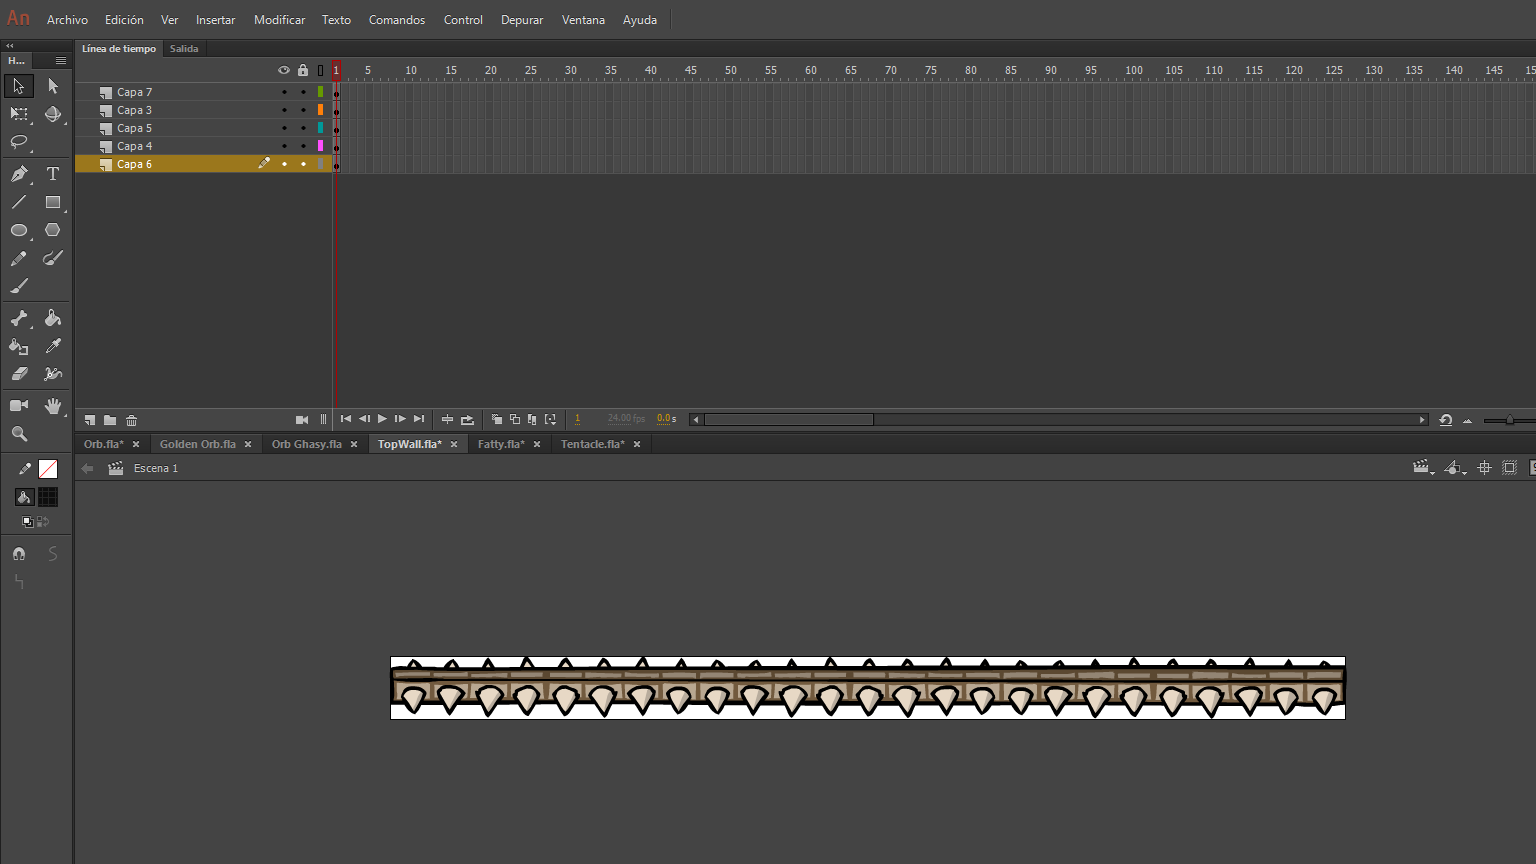 An Archivo Edición Ver Insertar Modificar Texto Comandos Control Depurar Ventana Ayuda
H... Línea de tiempo Salida
1 5 10 15 20 25 30 35 40 45 50 55 60 65 70 75 80 85 90 95 100 105 110 115 120 125 130 135 140 145 15
Capa 7
Capa 3
Capa 5
Capa 4
Capa 6
T
1 24.00 fps 0.0 s
Orb.fla* Golden Orb.fla Orb Ghasy.fla TopWall.fla* Fatty.fla* Tentacle.fla*
Escena 1